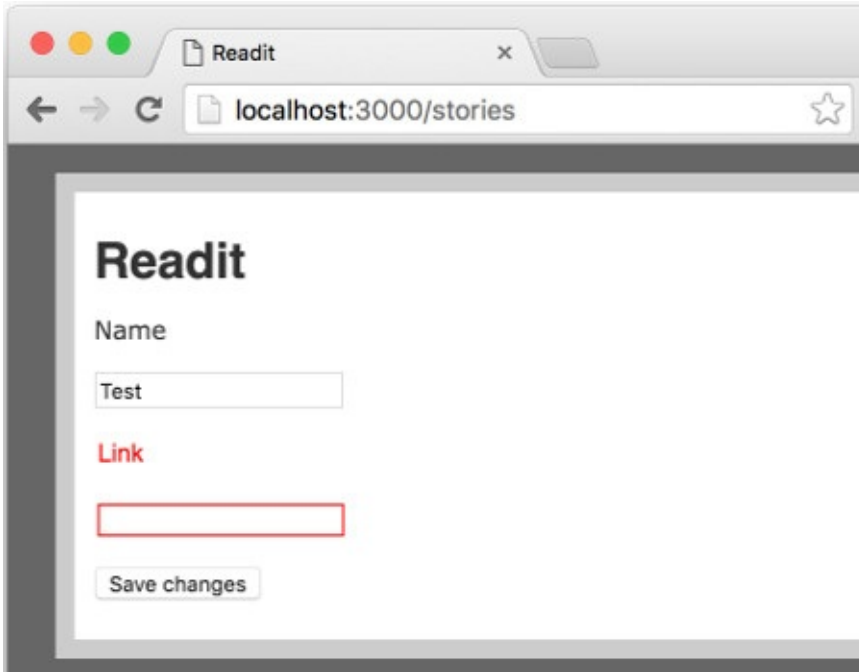 Readit
localhost:3000/stories
Readit
Name
Test
Link
Save changes